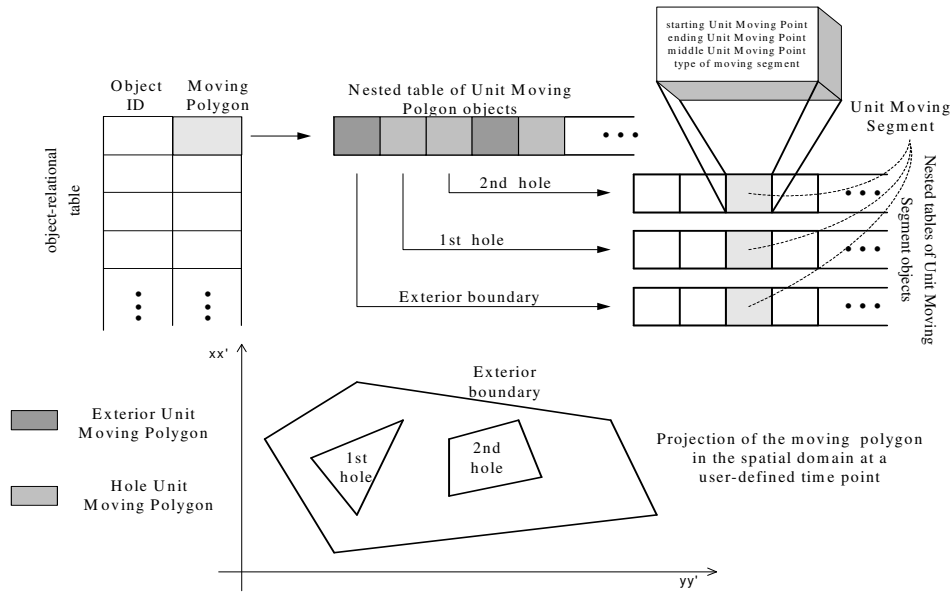 starting Unit Moving Point
ending Unit Moving Point
middle Unit Moving Point
type of moving segment
Object
ID
Moving
Polygon
Nested table of Unit Moving
Polgon objects
Unit Moving
Segment
object-relational
table
2nd hole
1st hole
Exterior boundary
Nested tables of Unit Moving
Segment objects
xx'
Exterior
boundary
1st
hole
2nd
hole
Exterior Unit
Moving Polygon
Hole Unit
Moving Polygon
Projection of the moving polygon
in the spatial domain at a
user-defined time point
yy'